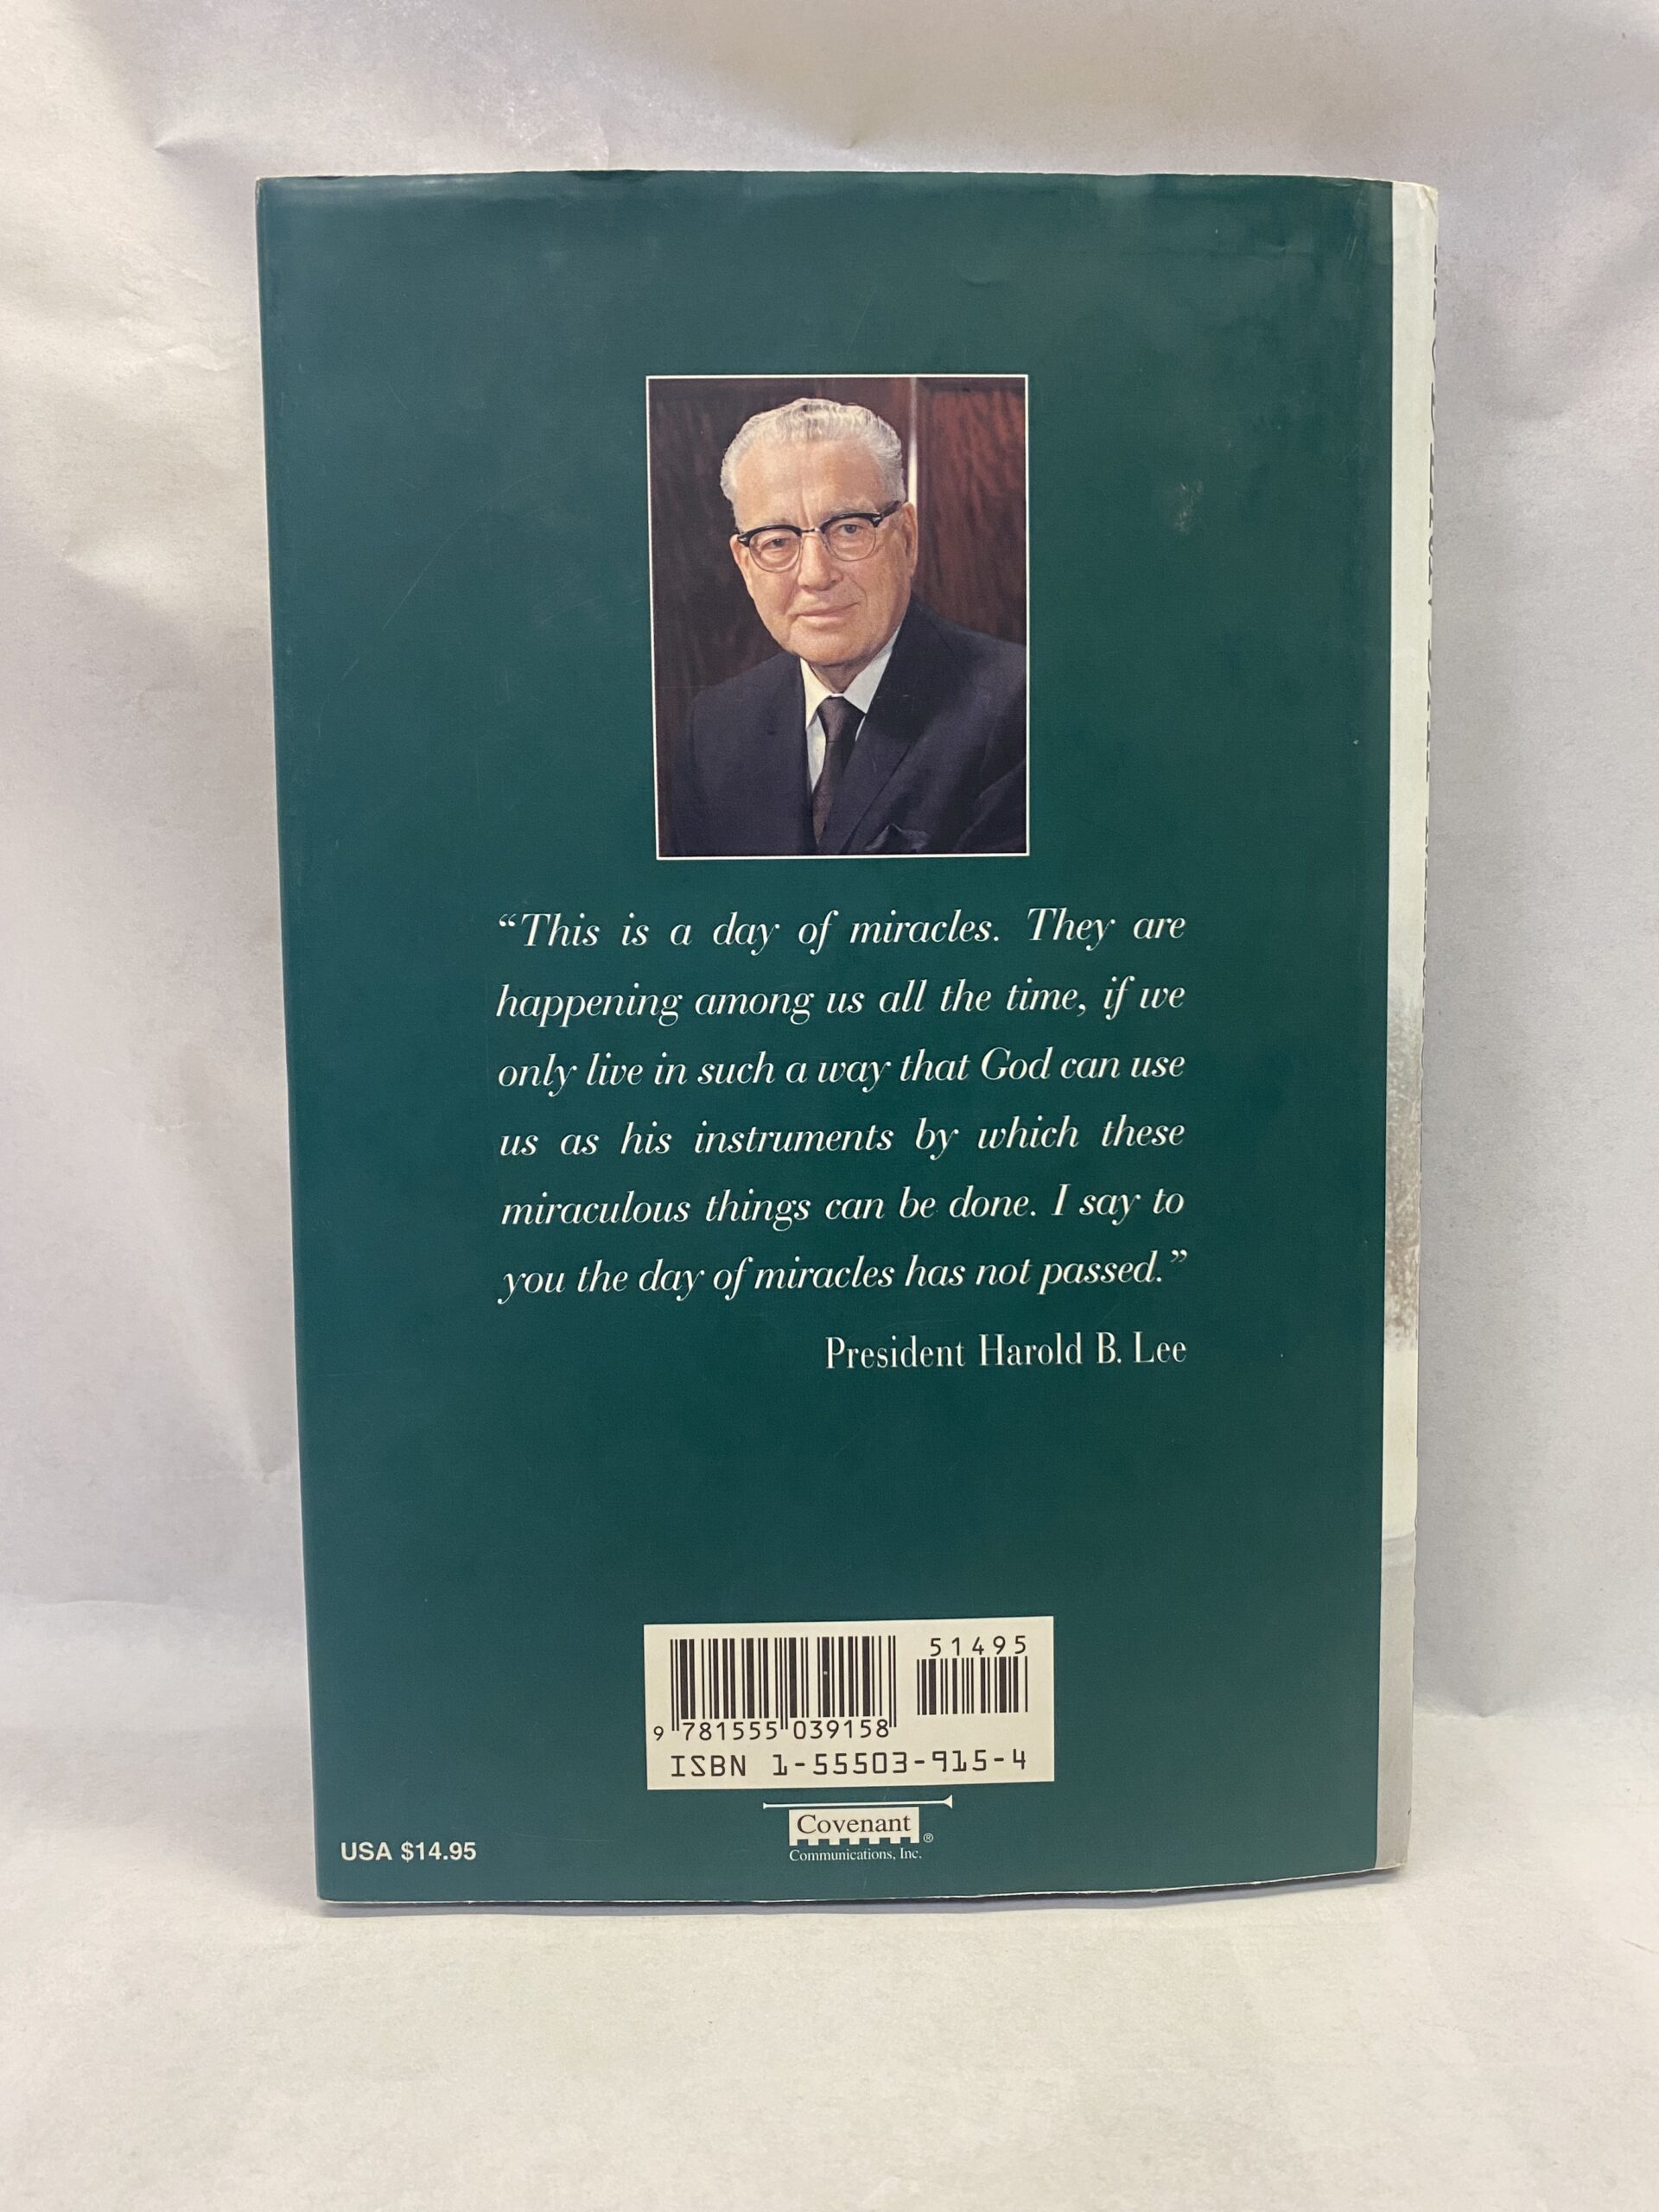 “This is a day of miracles. They are
happening among us all the time, if we
only live in such a way that God can use
us as his instruments by which these
miraculous things can be done. I say to
you the day of miracles has not passed.”
President Harold B. Lee
51495
9 781555 039158
ISBN 1-55503-915-4
Covenant ®
Communications, Inc.
USA $14.95